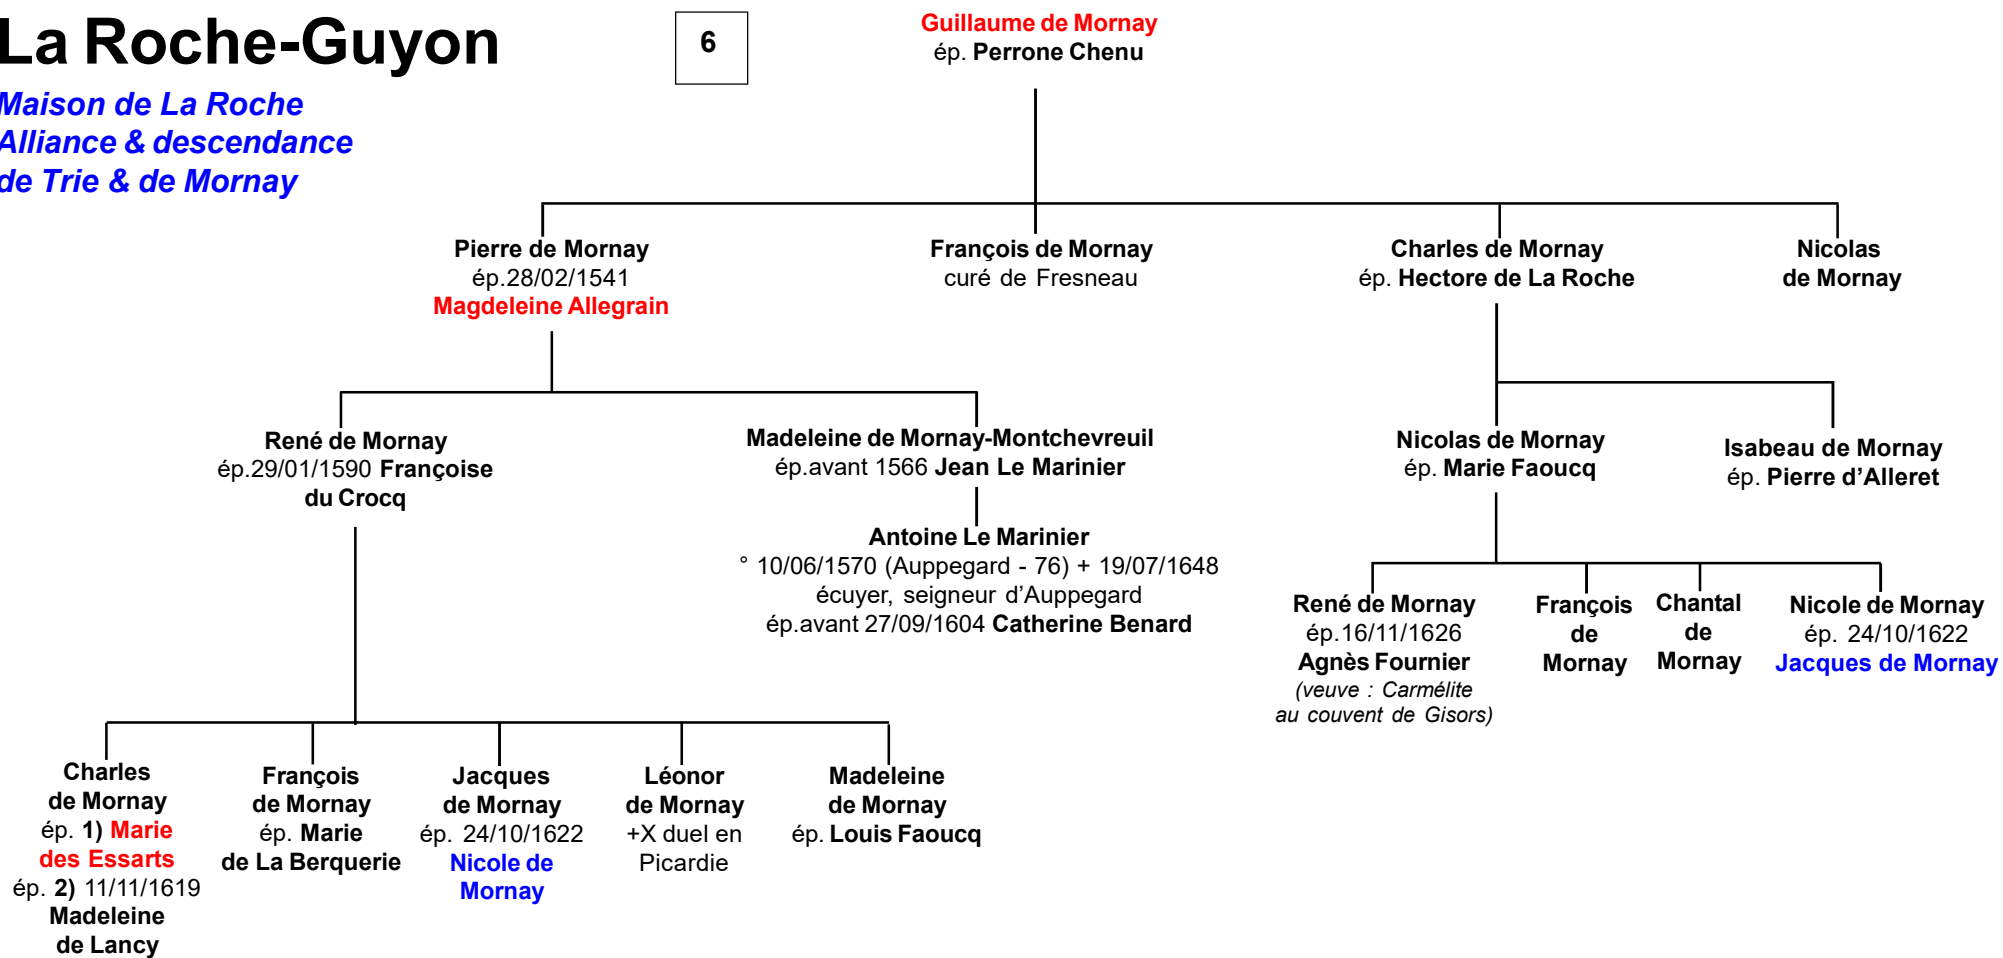 La Roche-Guyon
Maison de La Roche
Alliance & descendance
de Trie & de Mornay
6
Guillaume de Mornay
ép. Perrone Chenu
Pierre de Mornay
ép.28/02/1541
Magdeleine Allegrain
François de Mornay
curé de Fresneau
Charles de Mornay
ép. Hectore de La Roche
Nicolas
de Mornay
René de Mornay
ép.29/01/1590 Françoise
du Crocq
Madeleine de Mornay-Montchevreuil
ép.avant 1566 Jean Le Marinier
Antoine Le Marinier
° 10/06/1570 (Auppegard - 76) + 19/07/1648
écuyer, seigneur d’Auppegard
ép.avant 27/09/1604 Catherine Benard
Nicolas de Mornay
ép. Marie Faoucq
Isabeau de Mornay
ép. Pierre d’Alleret
René de Mornay
ép.16/11/1626
Agnès Fournier
(veuve : Carmélite
au couvent de Gisors)
François
de
Mornay
Chantal
de
Mornay
Nicole de Mornay
ép. 24/10/1622
Jacques de Mornay
Charles
de Mornay
ép. 1) Marie
des Essarts
ép. 2) 11/11/1619
Madeleine
de Lancy
François
de Mornay
ép. Marie
de La Berquerie
Jacques
de Mornay
ép. 24/10/1622
Nicole de
Mornay
Léonor
de Mornay
+X duel en
Picardie
Madeleine
de Mornay
ép. Louis Faoucq